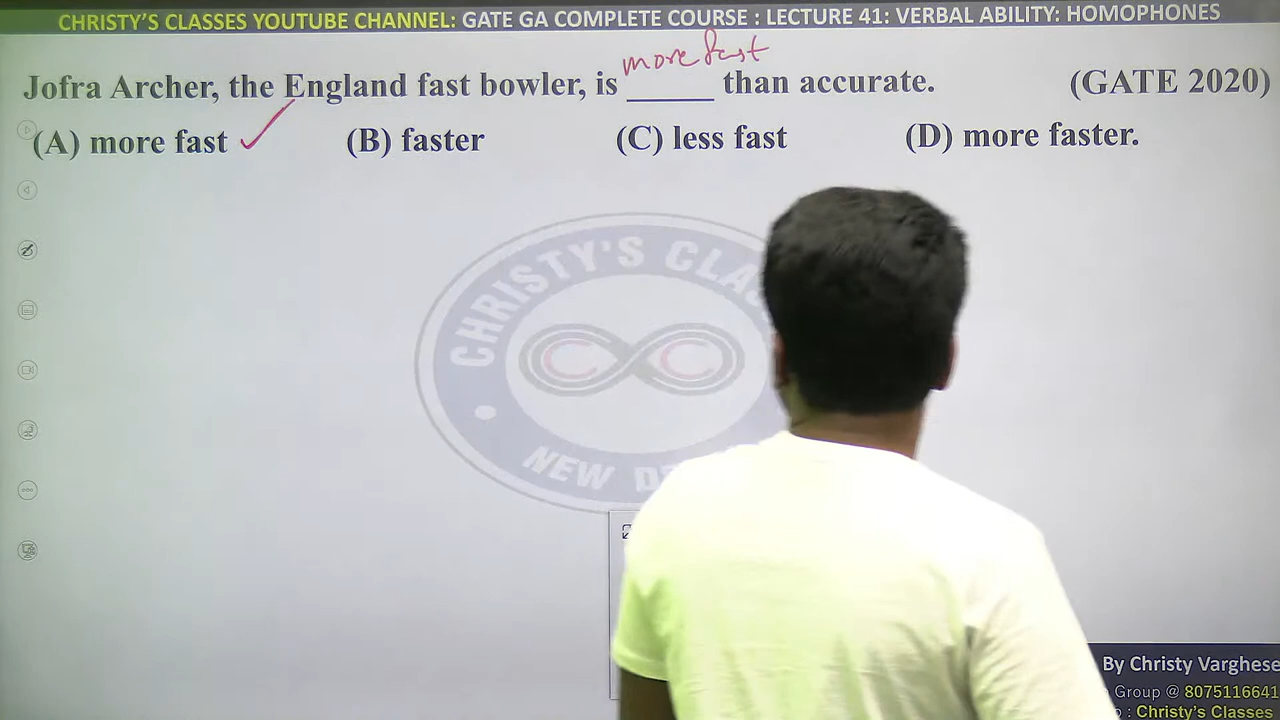 CHRISTY'S CLASSES YOUTUBE CHANNEL: GATE GA COMPLETE COURSE : LECTURE 41: VERBAL ABILITY: HOMOPHONES
more fast
Jofra Archer, the England fast bowler, is ______ than accurate. (GATE 2020)
(A) more fast ✓ (B) faster (C) less fast (D) more faster.
CHRISTY'S
NEW
By Christy Varghese
Group @ 8075116641
: Christy's Classes